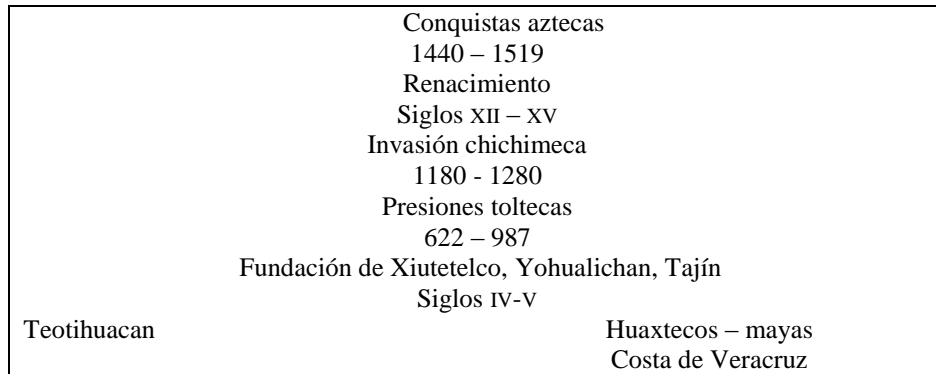 Conquistas aztecas
1440 – 1519
Renacimiento
Siglos XII – XV
Invasión chichimeca
1180 - 1280
Presiones toltecas
622 – 987
Fundación de Xiutetelco, Yohualichan, Tajín
Siglos IV-V
Teotihuacan Huaxtecos – mayas
Costa de Veracruz